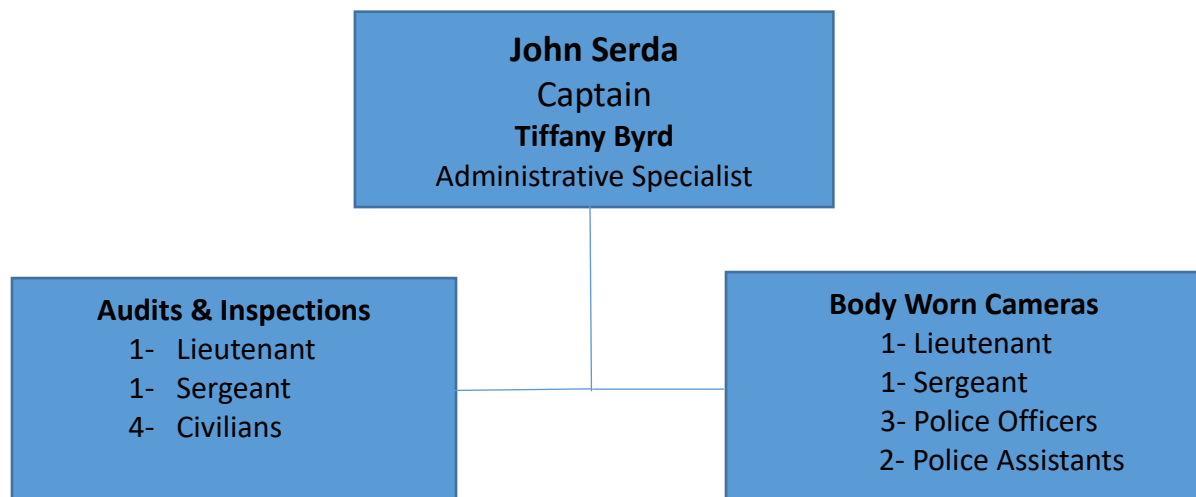 John Serda
Captain
Tiffany Byrd
Administrative Specialist
Audits & Inspections
1- Lieutenant
1- Sergeant
4- Civilians
Body Worn Cameras
1- Lieutenant
1- Sergeant
3- Police Officers
2- Police Assistants